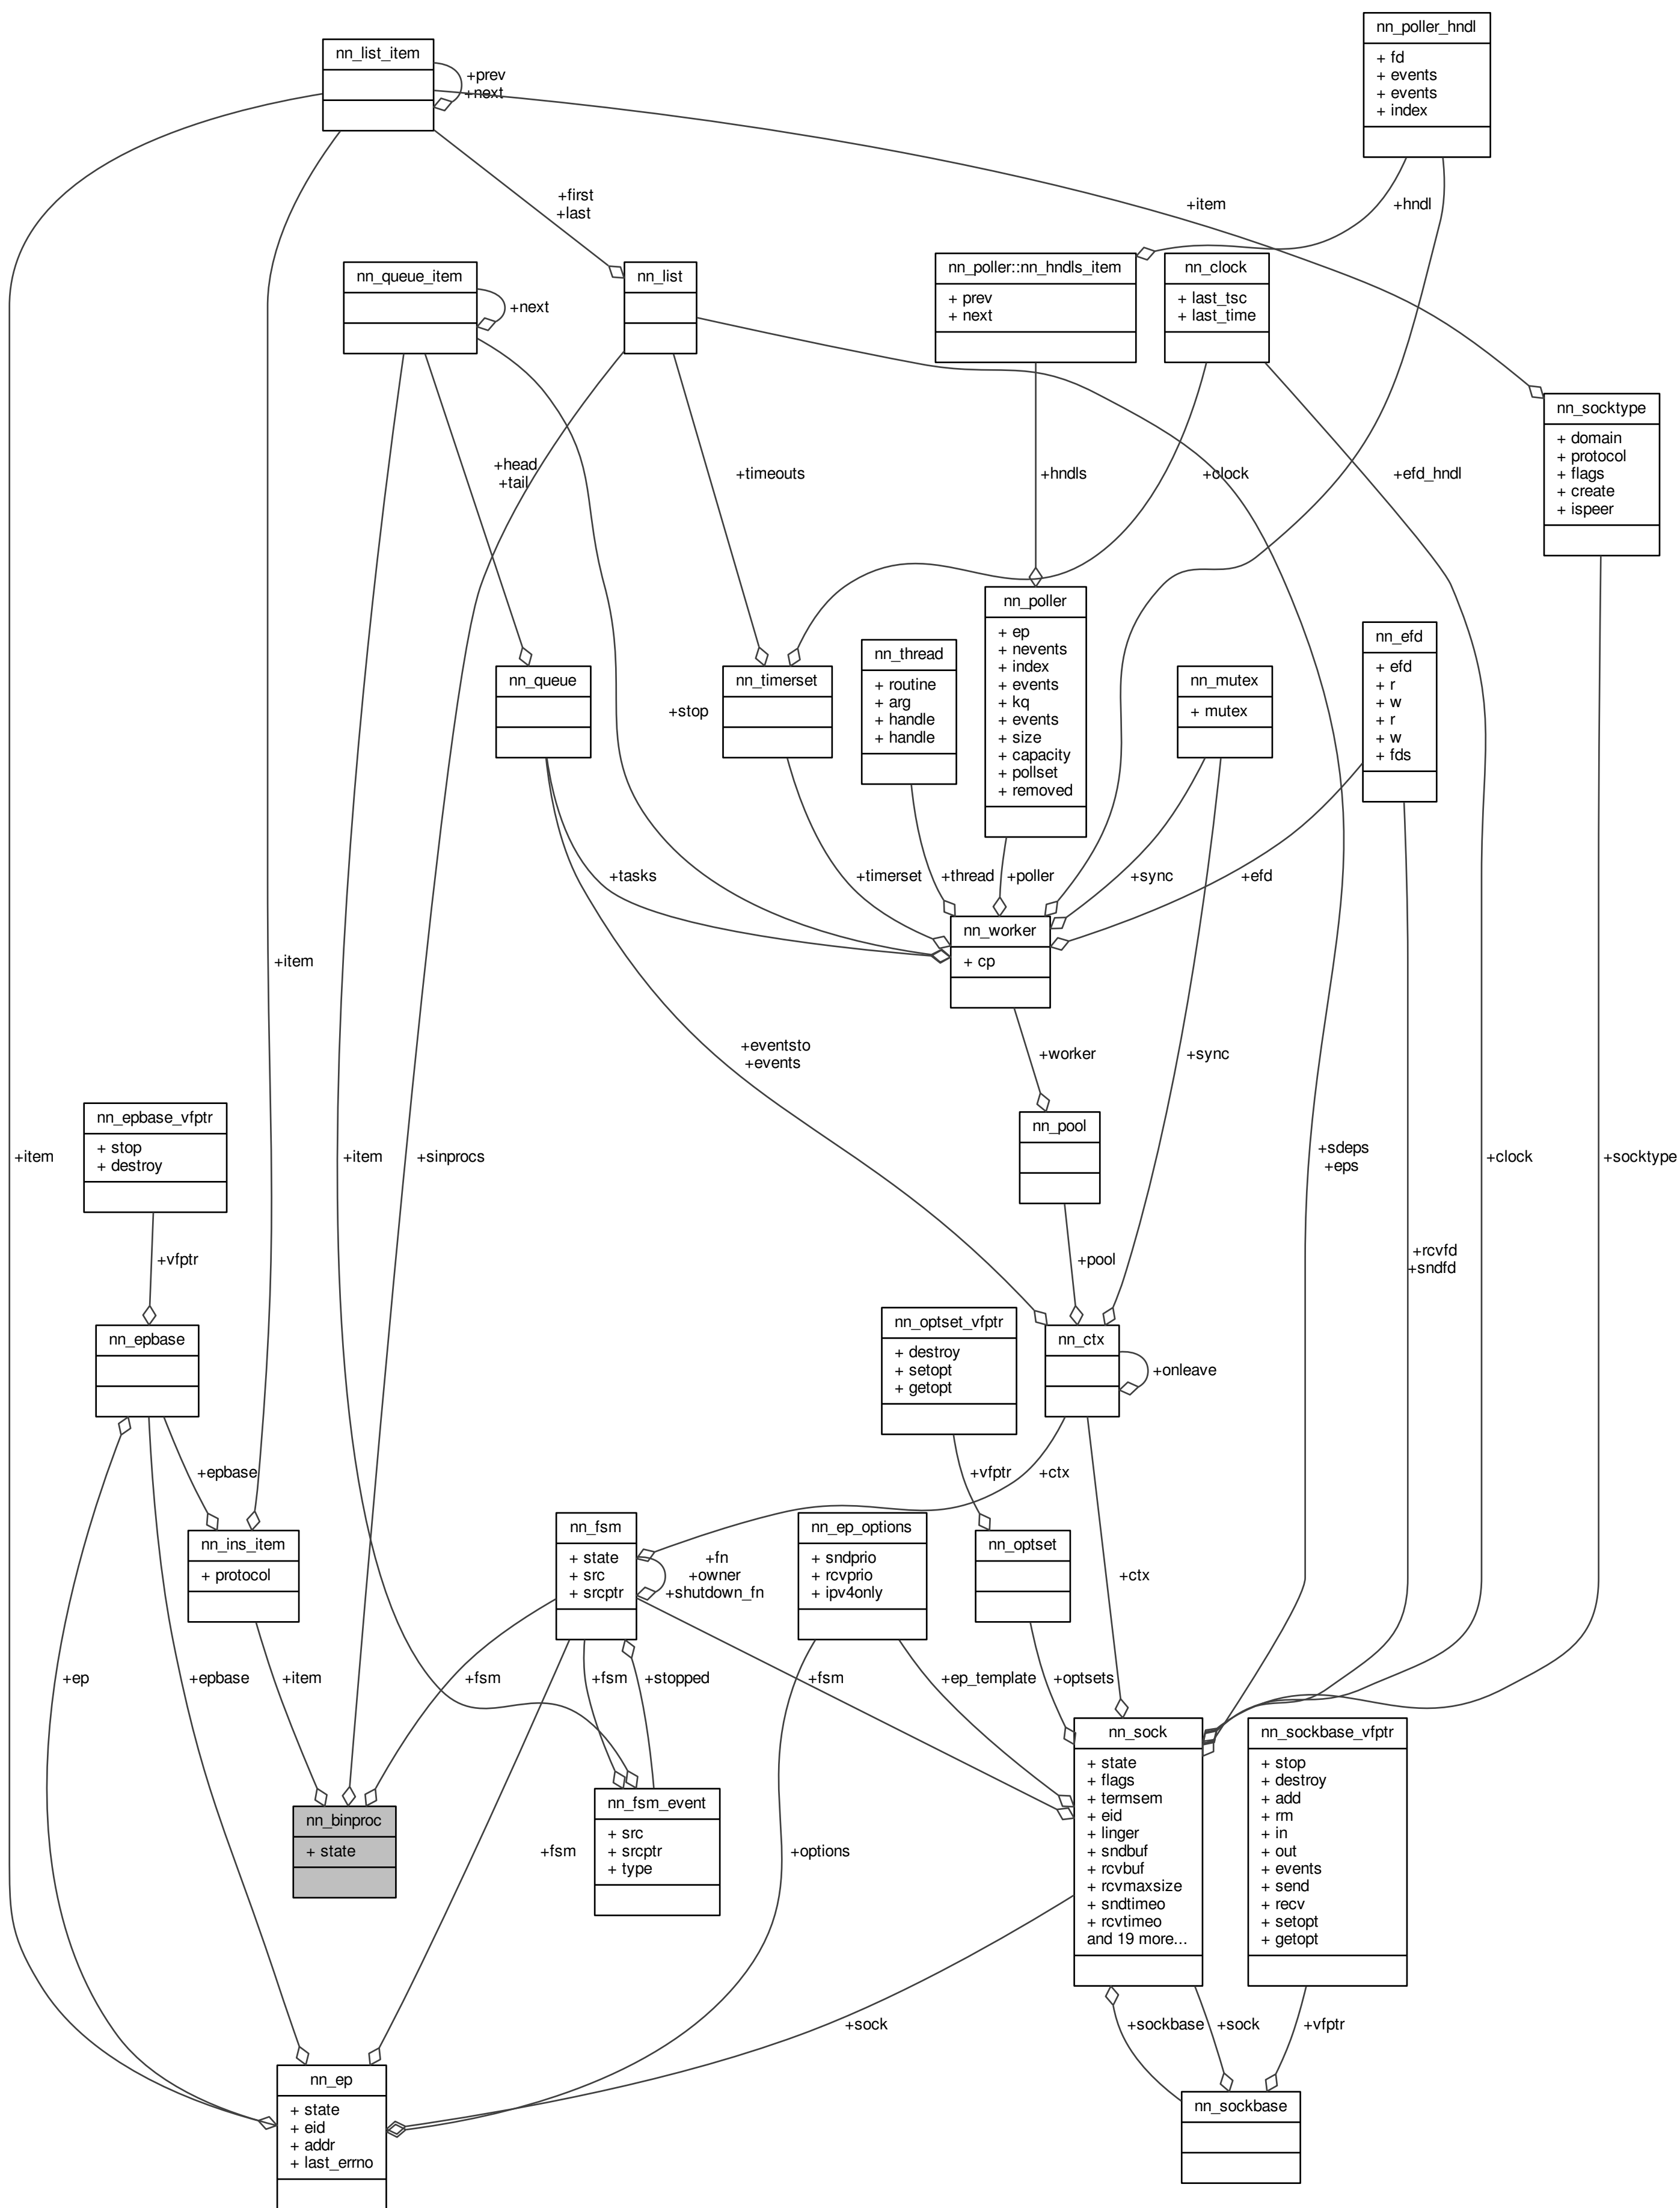 nn_poller_hndl
+ fd
+ events
+ events
+ index
nn_list_item
+prev
+next
+first
+last
+item
+hndl
nn_queue_item
+next
nn_list
nn_poller::nn_hndls_item
+ prev
+ next
nn_clock
+ last_tsc
+ last_time
nn_socktype
+ domain
+ protocol
+ flags
+ create
+ ispeer
+head
+tail
+timeouts
+hndls
+clock
+efd_hndl
nn_queue
+stop
nn_timerset
nn_thread
+ routine
+ arg
+ handle
+ handle
nn_poller
+ ep
+ nevents
+ index
+ events
+ kq
+ events
+ size
+ capacity
+ pollset
+ removed
nn_mutex
+ mutex
nn_efd
+ efd
+ r
+ w
+ r
+ w
+ fds
+tasks
+timerset
+thread
+poller
+sync
+efd
nn_worker
+ cp
+item
+eventsto
+events
+worker
+sync
nn_epbase_vfptr
+ stop
+ destroy
nn_pool
+item
+item
+sinprocs
+sdeps
+eps
+clock
+socktype
+vfptr
+pool
+rcvfd
+sndfd
nn_epbase
nn_optset_vfptr
+ destroy
+ setopt
+ getopt
nn_ctx
+onleave
+epbase
+vfptr
+ctx
nn_ins_item
+ protocol
nn_fsm
+ state
+ src
+ srcptr
+fn
+owner
+shutdown_fn
nn_ep_options
+ sndprio
+ rcvprio
+ ipv4only
nn_optset
+ctx
+ep
+epbase
+item
+fsm
+fsm
+stopped
+fsm
+ep_template
+optsets
nn_binproc
+ state
nn_fsm_event
+ src
+ srcptr
+ type
+fsm
+options
nn_sock
+ state
+ flags
+ termsem
+ eid
+ linger
+ sndbuf
+ rcvbuf
+ rcvmaxsize
+ sndtimeo
+ rcvtimeo
and 19 more...
nn_sockbase_vfptr
+ stop
+ destroy
+ add
+ rm
+ in
+ out
+ events
+ send
+ recv
+ setopt
+ getopt
+sock
+sockbase
+sock
+vfptr
nn_ep
+ state
+ eid
+ addr
+ last_errno
nn_sockbase